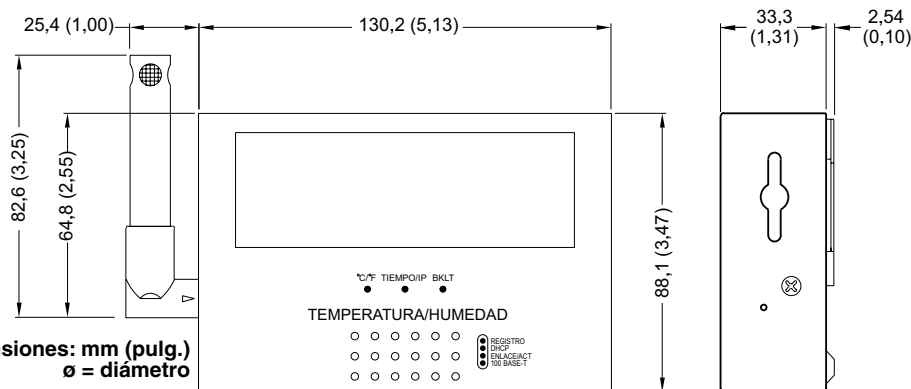 25,4 (1,00)
130,2 (5,13)
33,3
(1,31)
2,54
(0,10)
82,6 (3,25)
64,8 (2,55)
88,1 (3,47)
°C/°F TIEMPO/IP BKLT
TEMPERATURA/HUMEDAD
REGISTRO
DHCP
ENLACE/ACT
100 BASE-T
siones: mm (pulg.)
ø = diámetro